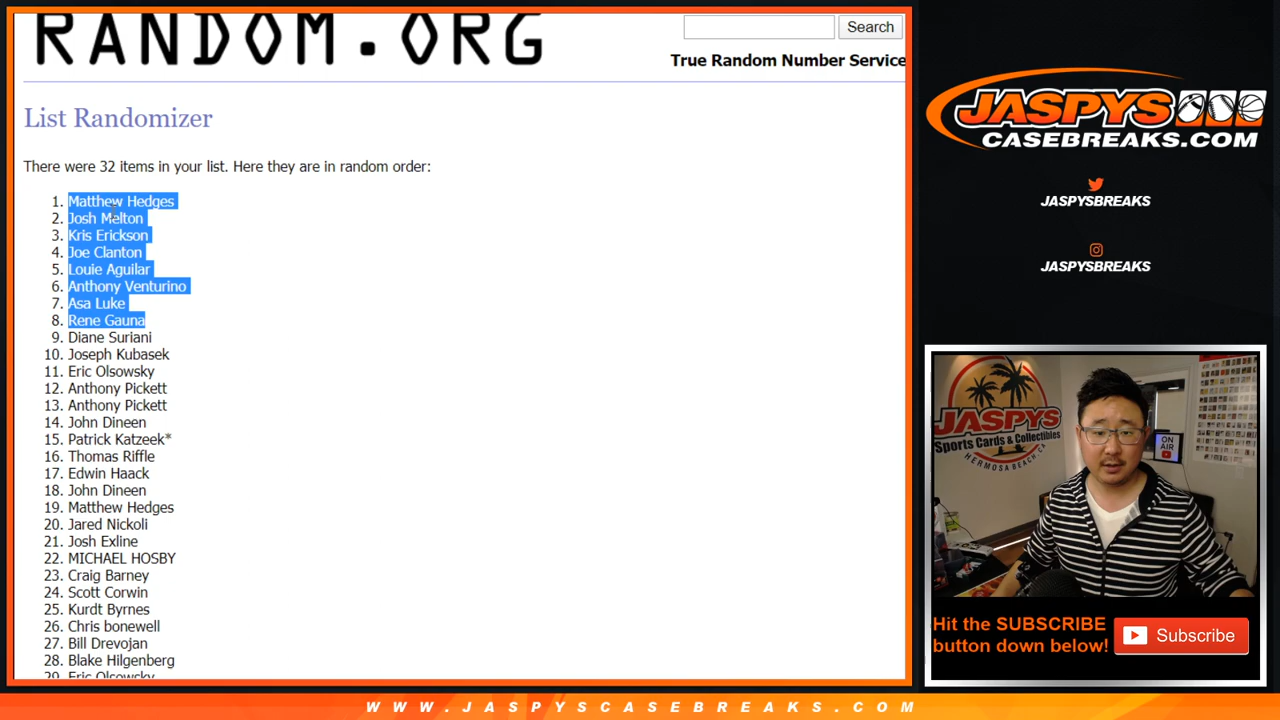 RANDOM.ORG
Search
True Random Number Service
List Randomizer
There were 32 items in your list. Here they are in random order:
1. Matthew Hedges
2. Josh Melton
3. Kris Erickson
4. Joe Clanton
5. Louie Aguilar
6. Anthony Venturino
7. Asa Luke
8. Rene Gauna
9. Diane Suriani
10. Joseph Kubasek
11. Eric Olsowsky
12. Anthony Pickett
13. Anthony Pickett
14. John Dineen
15. Patrick Katzeek*
16. Thomas Riffle
17. Edwin Haack
18. John Dineen
19. Matthew Hedges
20. Jared Nickoli
21. Josh Exline
22. MICHAEL HOSBY
23. Craig Barney
24. Scott Corwin
25. Kurdt Byrnes
26. Chris bonewell
27. Bill Drevojan
28. Blake Hilgenberg
29. Eric Olsowsky
JASPYS
CASEBREAKS.COM
JASPYSBREAKS
JASPYSBREAKS
JASPYS
Sports Cards & Collectibles
HERMOSA BEACH, CA
ON AIR
Hit the SUBSCRIBE
button down below!
Subscribe
WWW.JASPYSCASEBREAKS.COM